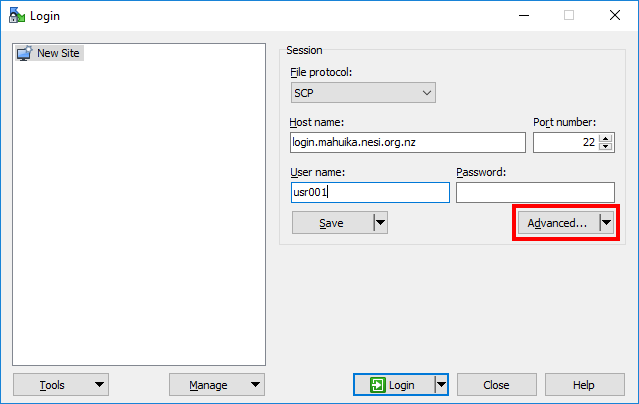 Login
New Site
Session
File protocol:
SCP
Host name:
Port number:
login.mahuika.nesi.org.nz
22
User name:
Password:
usr001
Save
Advanced...
Tools
Manage
Login
Close
Help